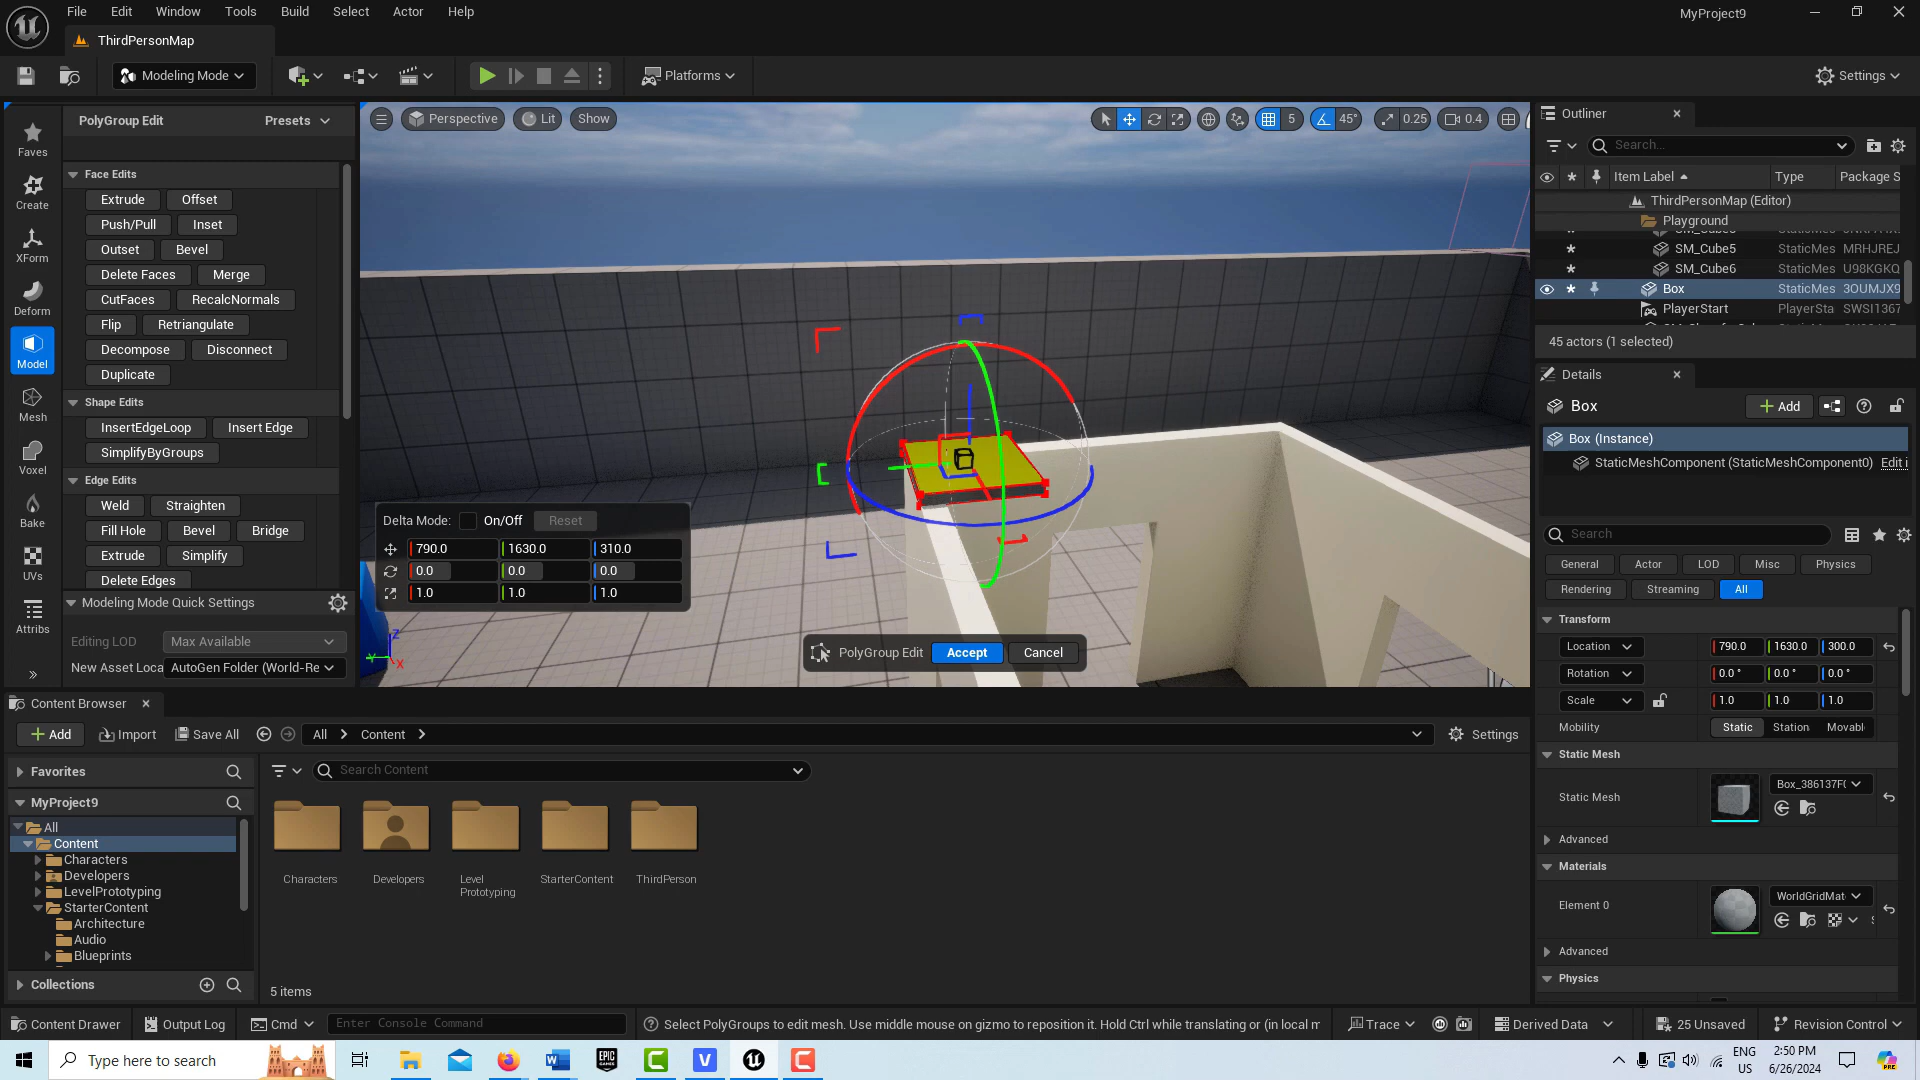 File Edit Window Tools Build Select Actor Help
MyProject9
ThirdPersonMap
Modeling Mode
Platforms
Settings
PolyGroup Edit
Presets
Faves
Create
XForm
Deform
Model
Mesh
Voxel
Bake
UVs
Attribs
Face Edits
Extrude Offset
Push/Pull Inset
Outset Bevel
Delete Faces Merge
CutFaces RecalcNormals
Flip Retriangulate
Decompose Disconnect
Duplicate
Shape Edits
InsertEdgeLoop Insert Edge
SimplifyByGroups
Edge Edits
Weld Straighten
Fill Hole Bevel Bridge
Extrude Simplify
Delete Edges
Modeling Mode Quick Settings
Editing LOD Max Available
New Asset Loca AutoGen Folder (World-Re
Perspective Lit Show
5 45° 0.25 0.4
Delta Mode: On/Off Reset
790.0 1630.0 310.0
0.0 0.0 0.0
1.0 1.0 1.0
Z
Y X
PolyGroup Edit Accept Cancel
Outliner
Search...
Item Label Type Package S
ThirdPersonMap (Editor)
Playground
SM_Cube5 StaticMes MRHJREJ
SM_Cube6 StaticMes U98KGKQ
Box StaticMes 3OUMJX9
PlayerStart PlayerSta SWSI1367
45 actors (1 selected)
Details
Box
Add
Box (Instance)
StaticMeshComponent (StaticMeshComponent0) Edit i
Search
General Actor LOD Misc Physics
Rendering Streaming All
Transform
Location 790.0 1630.0 300.0
Rotation 0.0 ° 0.0 ° 0.0 °
Scale 1.0 1.0 1.0
Mobility Static Station Movabl
Static Mesh
Static Mesh Box_386137F(
Advanced
Materials
Element 0 WorldGridMat
Advanced
Physics
Content Browser
Add Import Save All All Content
Settings
Favorites
Search Content
MyProject9
All
Content
Characters
Developers
LevelPrototyping
StarterContent
Architecture
Audio
Blueprints
Collections
Characters Developers Level Prototyping StarterContent ThirdPerson
5 items
Content Drawer Output Log Cmd Enter Console Command
Select PolyGroups to edit mesh. Use middle mouse on gizmo to reposition it. Hold Ctrl while translating or (in local m
Trace Derived Data 25 Unsaved Revision Control
Type here to search
ENG
US
2:50 PM
6/26/2024